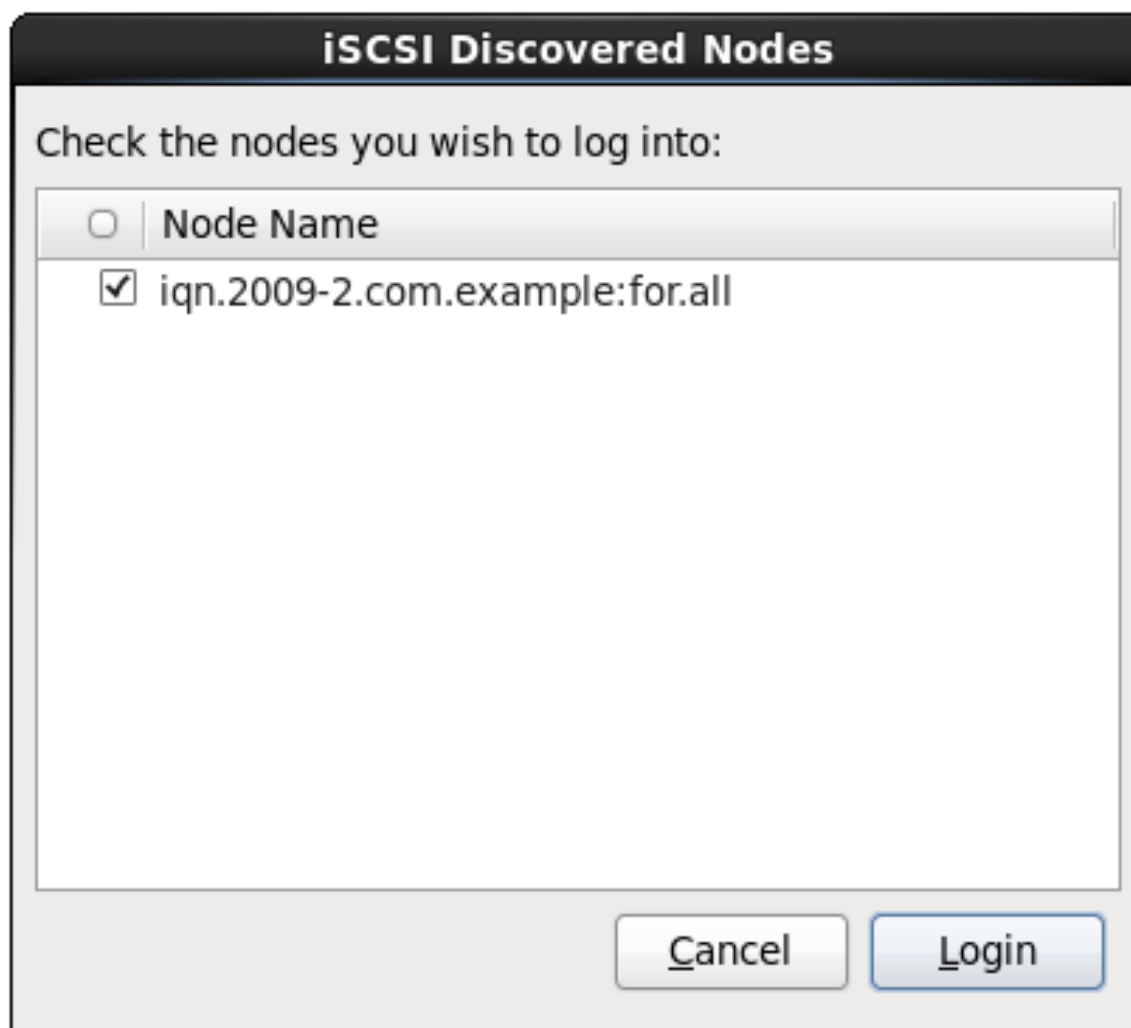 iSCSI Discovered Nodes
Check the nodes you wish to log into:
Node Name
iqn.2009-2.com.example:for.all
Cancel Login